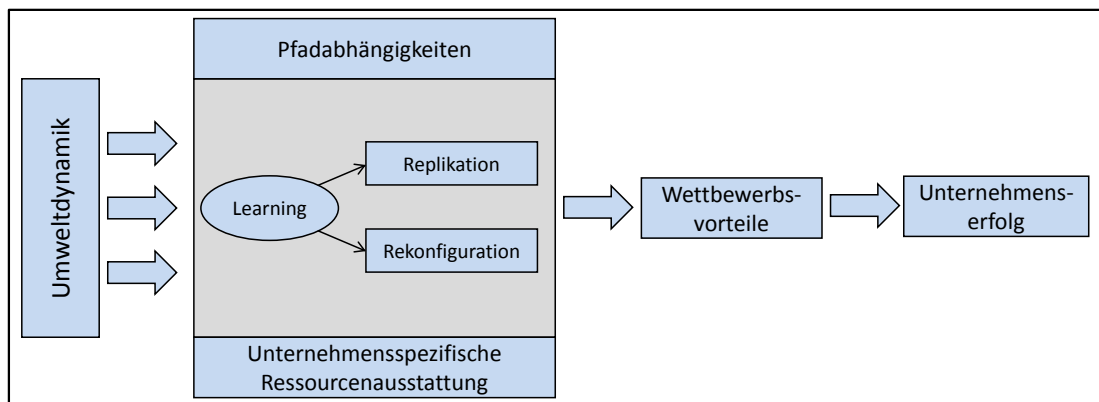 Umweltdynamik
Pfadabhängigkeiten
Learning
Replikation
Rekonfiguration
Unternehmensspezifische
Ressourcenausstattung
Wettbewerbs-
vorteile
Unternehmens-
erfolg